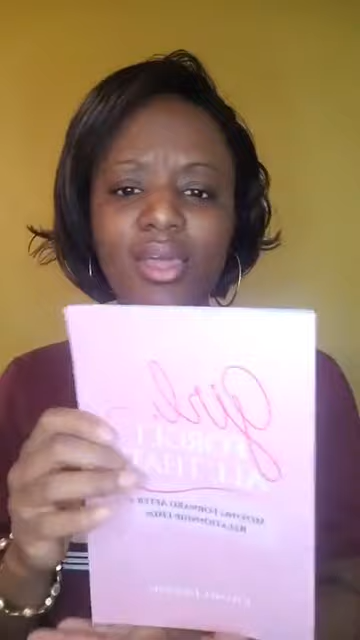 Girl,
FORGET
ALL THAT
MOVING FORWARD AFTER A
RELATIONSHIP ENDS